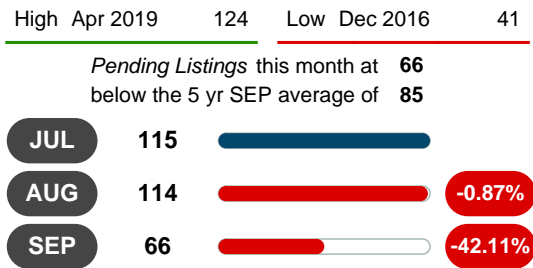 High Apr 2019 124 Low Dec 2016 41
Pending Listings this month at 66
below the 5 yr SEP average of 85
JUL 115
AUG 114 -0.87%
SEP 66 -42.11%